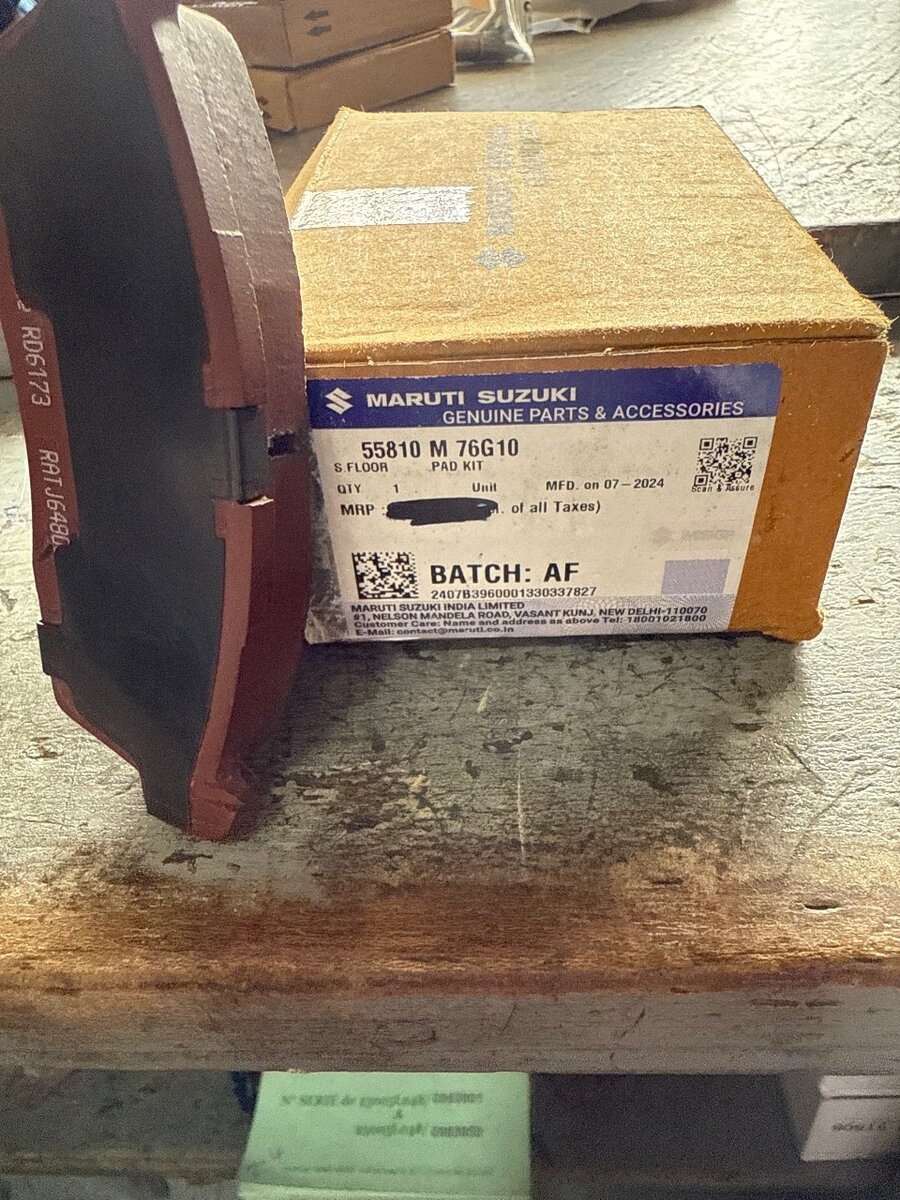 RD6173 RATJ6480
MARUTI SUZUKI
GENUINE PARTS & ACCESSORIES
55810 M 76G10
S.FLOOR PAD KIT
QTY 1 Unit MFD. on 07-2024
Scan & Assure
MRP : of all Taxes)
BATCH: AF
2407B3960001330337827
MARUTI SUZUKI INDIA LIMITED
#1, NELSON MANDELA ROAD, VASANT KUNJ, NEW DELHI-110070
Customer Care: Name and address as above Tel: 18001021800
E-Mail: contact@maruti.co.in
N° SERIE de
&